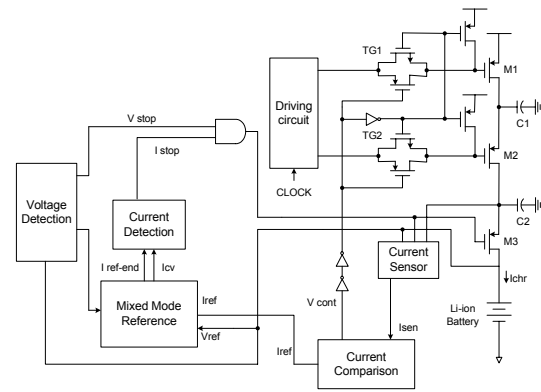 TG1
M1
Driving
circuit
C1
V stop
TG2
M2
I stop
CLOCK
Voltage
Detection
Current
Detection
C2
M3
Current
Sensor
I ref-end
Icv
Ichr
Mixed Mode
Reference
Iref
V cont
Li-ion
Battery
Vref
Isen
Iref
Current
Comparison